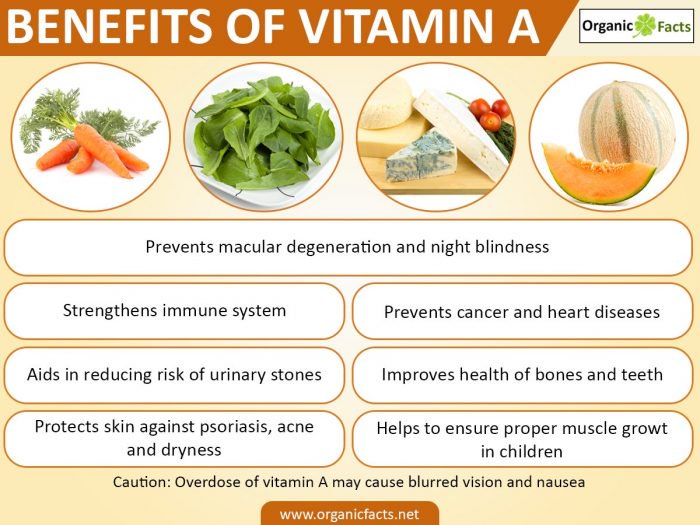 BENEFITS OF VITAMIN A
Organic Facts
Prevents macular degeneration and night blindness
Strengthens immune system
Prevents cancer and heart diseases
Aids in reducing risk of urinary stones
Improves health of bones and teeth
Protects skin against psoriasis, acne
and dryness
Helps to ensure proper muscle growt
in children
Caution: Overdose of vitamin A may cause blurred vision and nausea
www.organicfacts.net